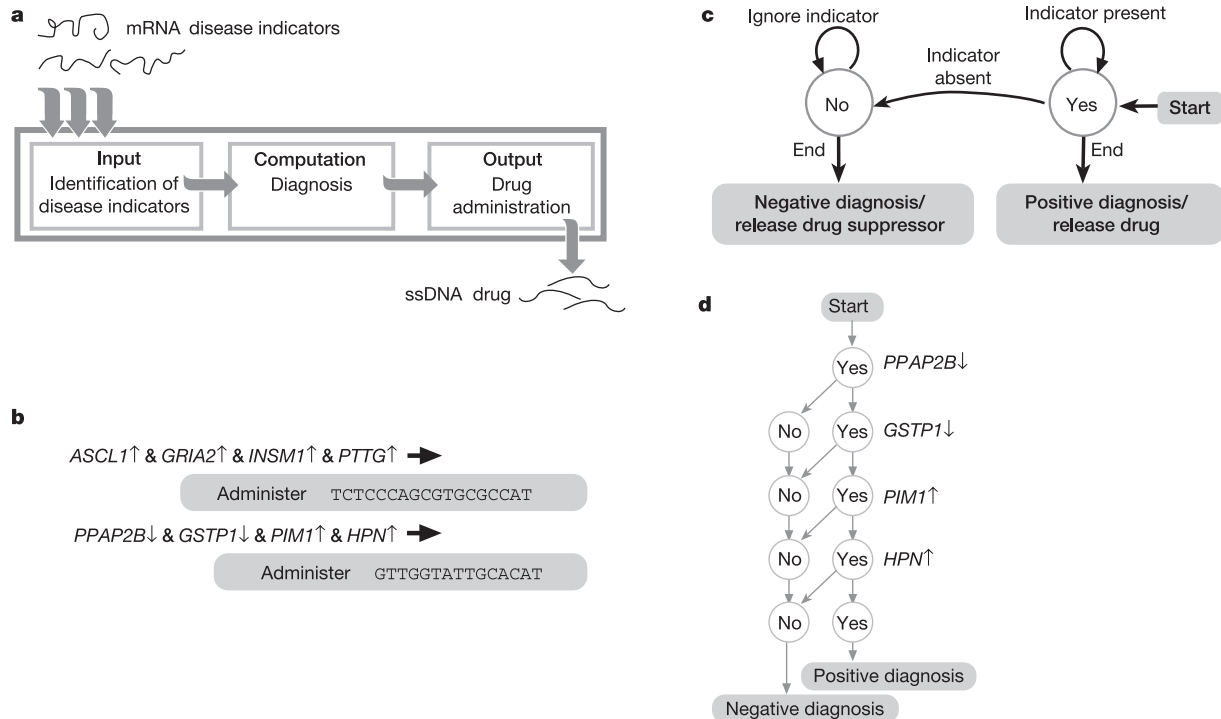 a
mRNA disease indicators
Input
Identification of
disease indicators
Computation
Diagnosis
Output
Drug
administration
ssDNA drug
b
ASCL1↑ & GRIA2↑ & INSM1↑ & PTTG↑
Administer TCTCCCAGCGTGCGCCAT
PPAP2B↓ & GSTP1↓ & PIM1↑ & HPN↑
Administer GTTGGTATTGCACAT
c
Ignore indicator
Indicator present
Indicator
absent
No
Yes
Start
End
End
Negative diagnosis/
release drug suppressor
Positive diagnosis/
release drug
d
Start
Yes PPAP2B↓
No Yes GSTP1↓
No Yes PIM1↑
No Yes HPN↑
No Yes
Positive diagnosis
Negative diagnosis